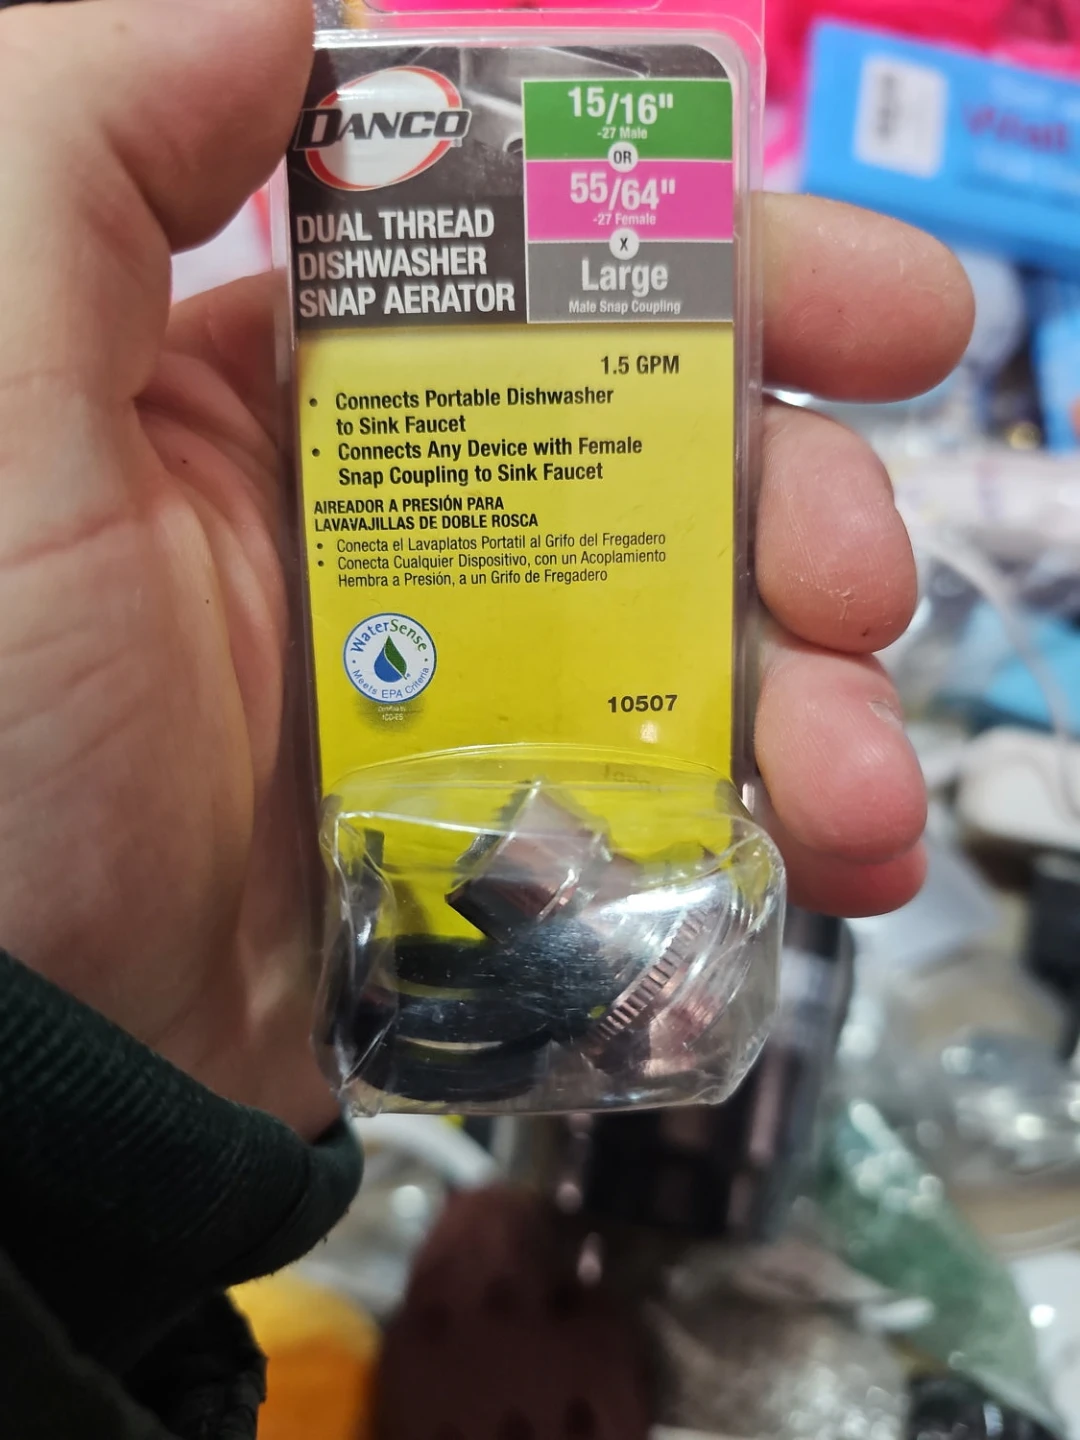 DANCO
DUAL THREAD
DISHWASHER
SNAP AERATOR
15/16"
-27 Male
OR
55/64"
-27 Female
X
Large
Male Snap Coupling
1.5 GPM
• Connects Portable Dishwasher
to Sink Faucet
• Connects Any Device with Female
Snap Coupling to Sink Faucet
AIREADOR A PRESIÓN PARA
LAVAVAJILLAS DE DOBLE ROSCA
• Conecta el Lavaplatos Portatil al Grifo del Fregadero
• Conecta Cualquier Dispositivo, con un Acoplamiento
Hembra a Presión, a un Grifo de Fregadero
WaterSense
Meets EPA Criteria
10507